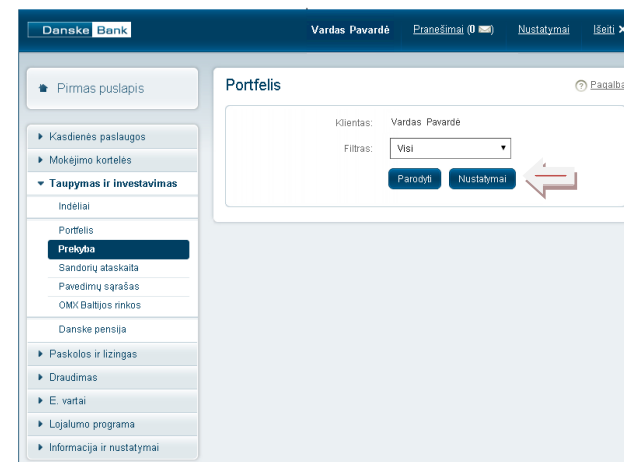 Danske Bank
Vardas Pavardė Pranešimai (0 ) Nustatymai Išeiti
Pirmas puslapis
Kasdienės paslaugos
Mokėjimo kortelės
Taupymas ir investavimas
Indėliai
Portfelis
Prekyba
Sandorių ataskaita
Pavedimų sąrašas
OMX Baltijos rinkos
Danske pensija
Paskolos ir lizingas
Draudimas
E. vartai
Lojalumo programa
Informacija ir nustatymai
Portfelis
? Pagalba
Klientas: Vardas Pavardė
Filtras: Visi
Parodyti Nustatymai